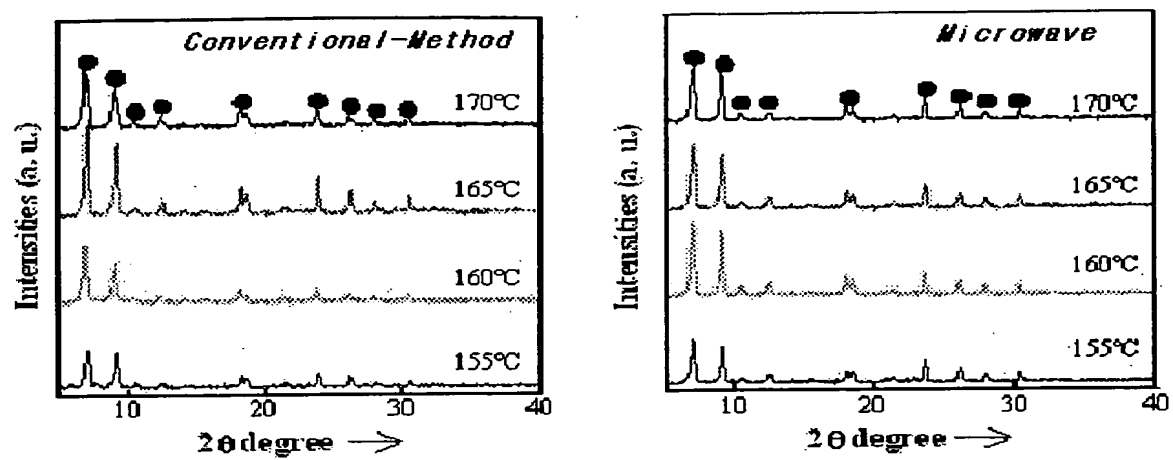 Conventional-Method
170°C
165°C
160°C
155°C
Intensities (a. u.)
10
20
30
40
2θ degree
Microwave
170°C
165°C
160°C
155°C
Intensities (a. u.)
10
20
30
40
2θ degree